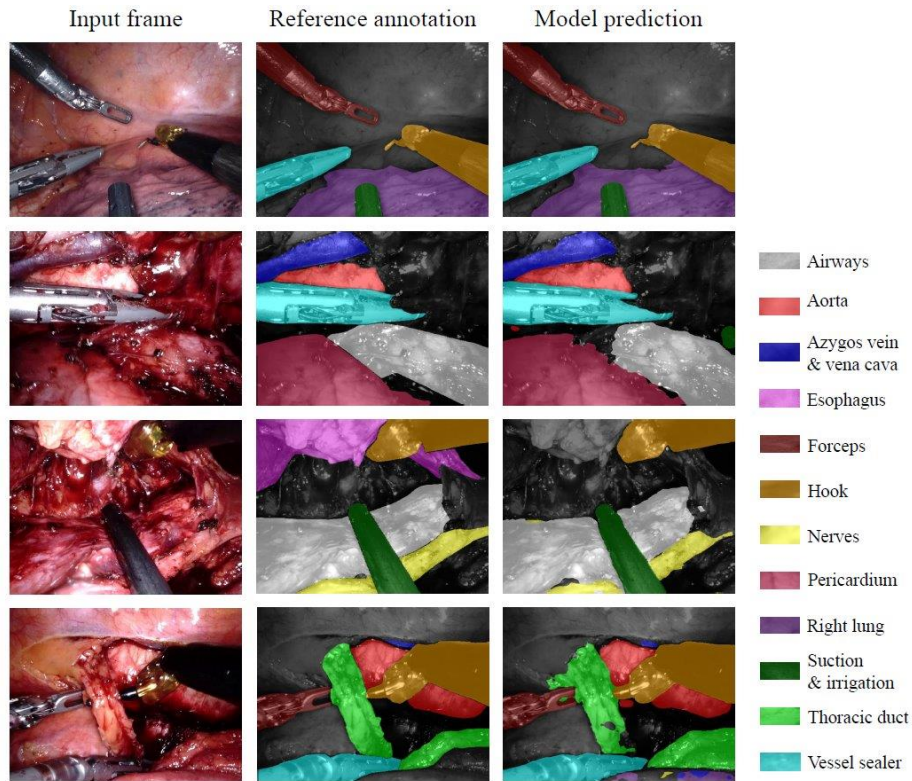 Input frame
Reference annotation
Model prediction
Airways
Aorta
Azygos vein
& vena cava
Esophagus
Forceps
Hook
Nerves
Pericardium
Right lung
Suction
& irrigation
Thoracic duct
Vessel sealer